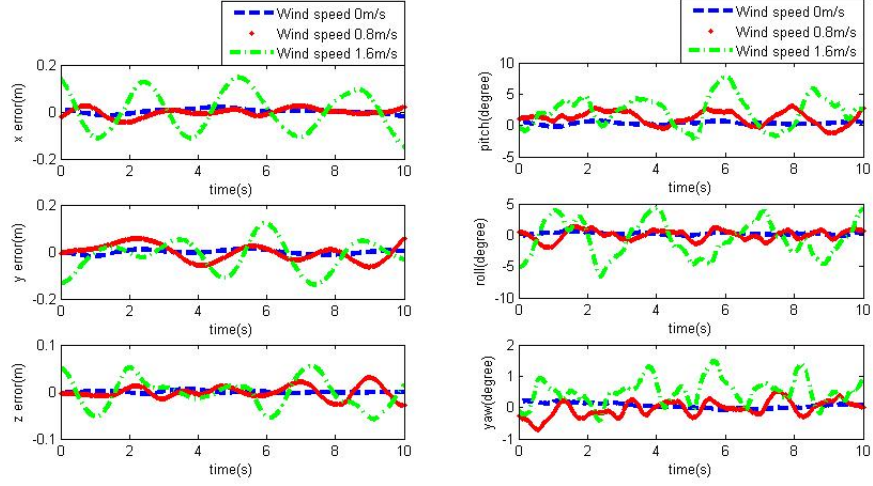 Wind speed 0m/s
Wind speed 0.8m/s
Wind speed 1.6m/s
0.2
0
-0.2
x error(m)
0 2 4 6 8 10
time(s)
0.2
0
-0.2
y error(m)
0 2 4 6 8 10
time(s)
0.1
0
-0.1
z error(m)
0 2 4 6 8 10
time(s)
Wind speed 0m/s
Wind speed 0.8m/s
Wind speed 1.6m/s
10
5
0
-5
pitch(degree)
0 2 4 6 8 10
time(s)
5
0
-5
-10
roll(degree)
0 2 4 6 8 10
time(s)
2
1
0
-1
yaw(degree)
0 2 4 6 8 10
time(s)